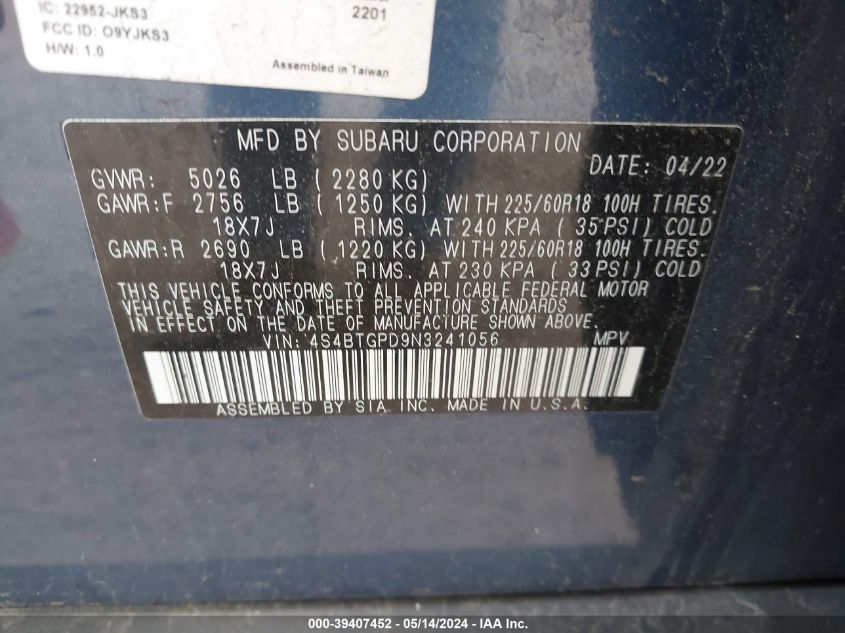 IC: 22952-JKS3
2201
FCC ID: O9YJKS3
H/W: 1.0
Assembled in Taiwan
MFD BY SUBARU CORPORATION
DATE: 04/22
GVWR: 5026 LB ( 2280 KG)
GAWR:F 2756 LB ( 1250 KG) WITH 225/60R18 100H TIRES.
18X7J RIMS. AT 240 KPA ( 35 PSI) COLD
GAWR:R 2690 LB ( 1220 KG) WITH 225/60R18 100H TIRES.
18X7J RIMS. AT 230 KPA ( 33 PSI) COLD
THIS VEHICLE CONFORMS TO ALL APPLICABLE FEDERAL MOTOR
VEHICLE SAFETY AND THEFT PREVENTION STANDARDS
IN EFFECT ON THE DATE OF MANUFACTURE SHOWN ABOVE.
VIN: 4S4BTGPD9N3241056 MPV
ASSEMBLED BY SIA INC. MADE IN U.S.A.
000-39407452 - 05/14/2024 - IAA Inc.